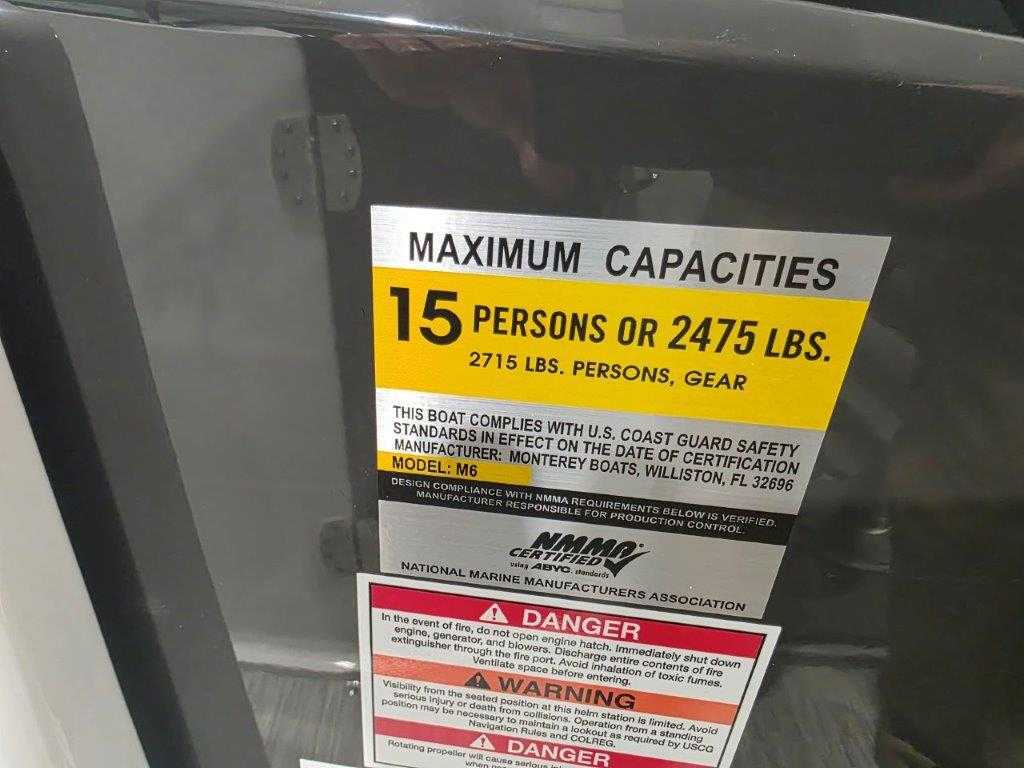 MAXIMUM CAPACITIES
15 PERSONS OR 2475 LBS.
2715 LBS. PERSONS, GEAR
THIS BOAT COMPLIES WITH U.S. COAST GUARD SAFETY
STANDARDS IN EFFECT ON THE DATE OF CERTIFICATION
MANUFACTURER: MONTEREY BOATS, WILLISTON, FL 32696
MODEL: M6
DESIGN COMPLIANCE WITH NMMA REQUIREMENTS BELOW IS VERIFIED.
MANUFACTURER RESPONSIBLE FOR PRODUCTION CONTROL.
NMMA
CERTIFIED
using ABYC standards
NATIONAL MARINE MANUFACTURERS ASSOCIATION
DANGER
In the event of fire, do not open engine hatch. Immediately shut down
engine, generator, and blowers. Discharge entire contents of fire
extinguisher through the fire port. Avoid inhalation of toxic fumes.
Ventilate space before entering.
WARNING
Visibility from the seated position at this helm station is limited. Avoid
serious injury or death from collisions. Operation from a standing
position may be necessary to maintain a lookout as required by USCG
Navigation Rules and COLREG.
DANGER
Rotating propeller will cause serious